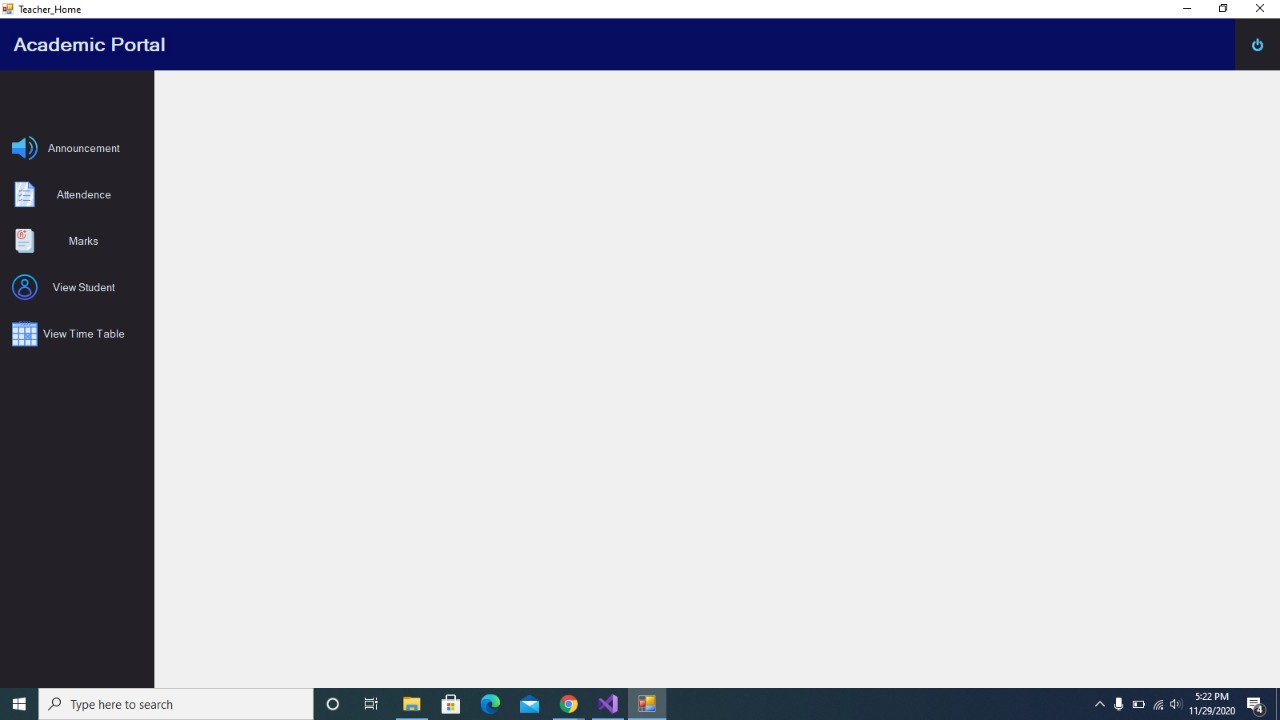 Teacher_Home
Academic Portal
Announcement
Attendence
Marks
View Student
View Time Table
Type here to search
5:22 PM
11/29/2020
4